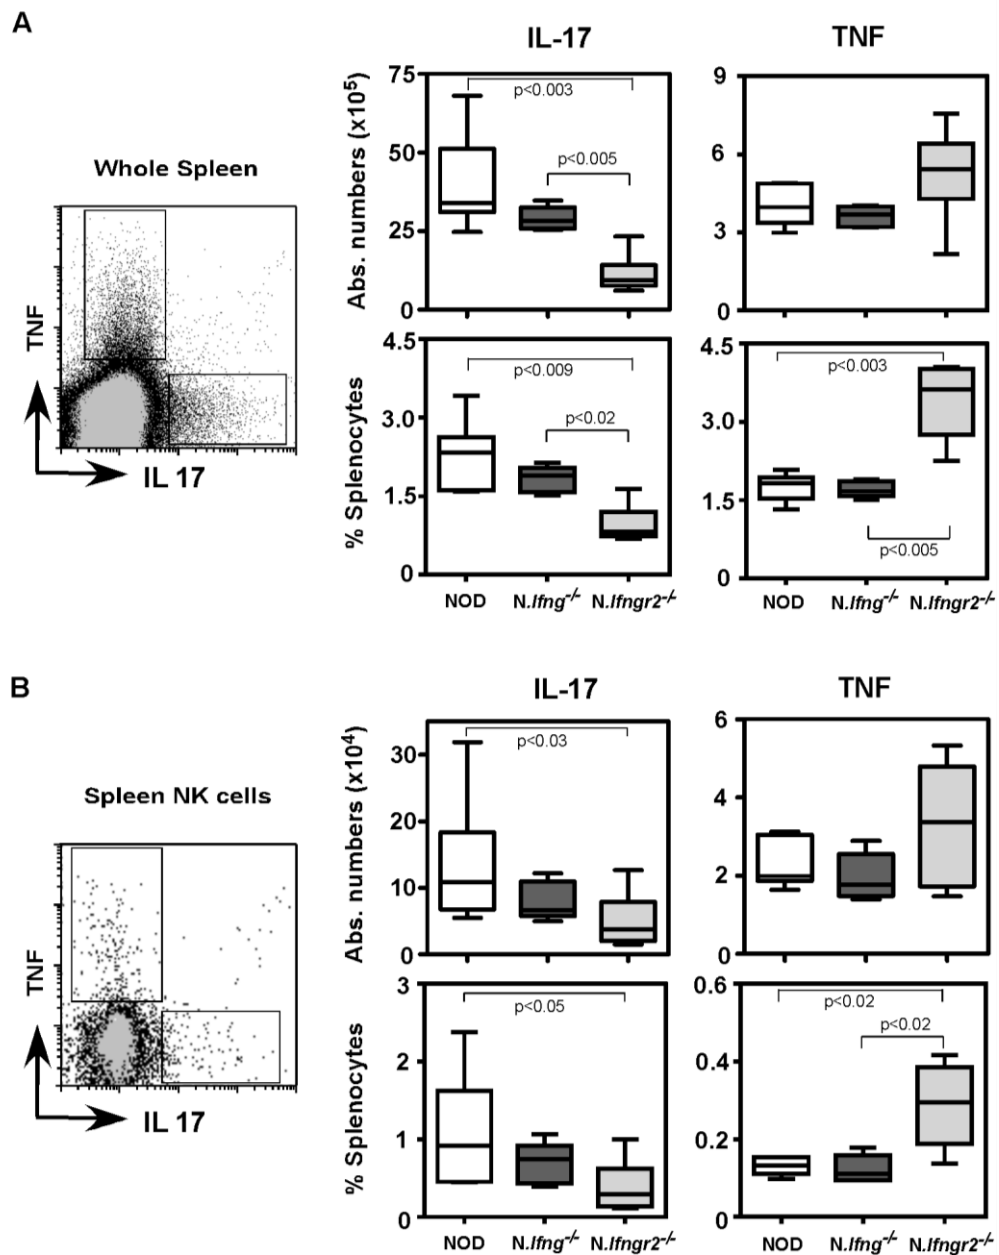 A
IL-17
TNF
Whole Spleen
TNF
IL 17
Abs. numbers (x10⁵)
75
50
25
0
p<0.003
p<0.005
9
6
3
0
% Splenocytes
4.5
3.0
1.5
0
p<0.009
p<0.02
4.5
3.0
1.5
0
p<0.003
p<0.005
NOD
N.Ifng-/-
N.Ifngr2-/-
NOD
N.Ifng-/-
N.Ifngr2-/-
B
IL-17
TNF
Spleen NK cells
TNF
IL 17
Abs. numbers (x10⁴)
30
20
10
0
p<0.03
6
4
2
0
% Splenocytes
3
2
1
0
p<0.05
0.6
0.4
0.2
0
p<0.02
p<0.02
NOD
N.Ifng-/-
N.Ifngr2-/-
NOD
N.Ifng-/-
N.Ifngr2-/-